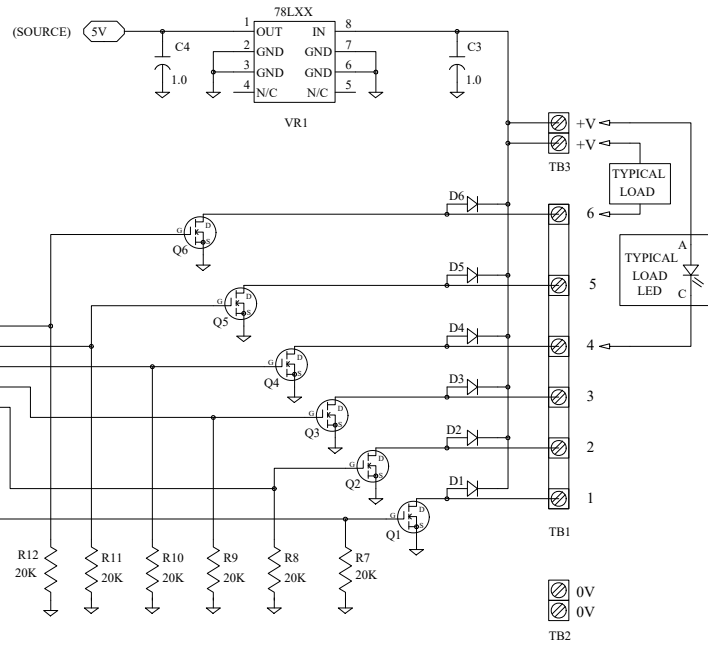 78LXX
(SOURCE) 5V
1 OUT IN 8
2 GND GND 7
3 GND GND 6
4 N/C N/C 5
VR1
C4
1.0
C3
1.0
+V
+V
TB3
TYPICAL
LOAD
D6
6
G D S
Q6
A
TYPICAL
LOAD
LED
C
D5
5
G D S
Q5
D4
4
G D S
Q4
D3
3
G D S
Q3
D2
2
G D S
Q2
D1
1
G D S
Q1
TB1
R12
20K
R11
20K
R10
20K
R9
20K
R8
20K
R7
20K
0V
0V
TB2